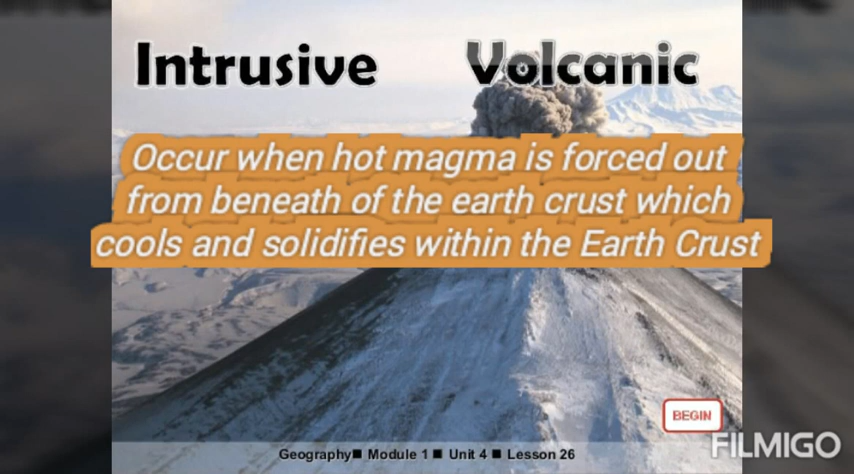 Intrusive Volcanic
Occur when hot magma is forced out
from beneath of the earth crust which
cools and solidifies within the Earth Crust
BEGIN
Geography■ Module 1 ■ Unit 4 ■ Lesson 26
FILMIGO